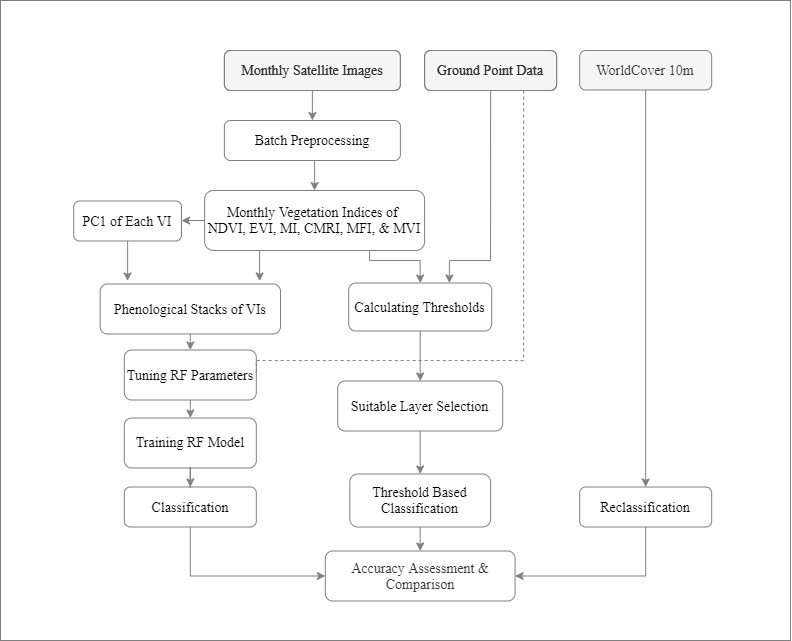 Monthly Satellite Images
Ground Point Data
WorldCover 10m
Batch Preprocessing
Monthly Vegetation Indices of
NDVI, EVI, MI, CMRI, MFI, & MVI
PC1 of Each VI
Phenological Stacks of VIs
Calculating Thresholds
Tuning RF Parameters
Suitable Layer Selection
Training RF Model
Threshold Based
Classification
Classification
Reclassification
Accuracy Assessment &
Comparison